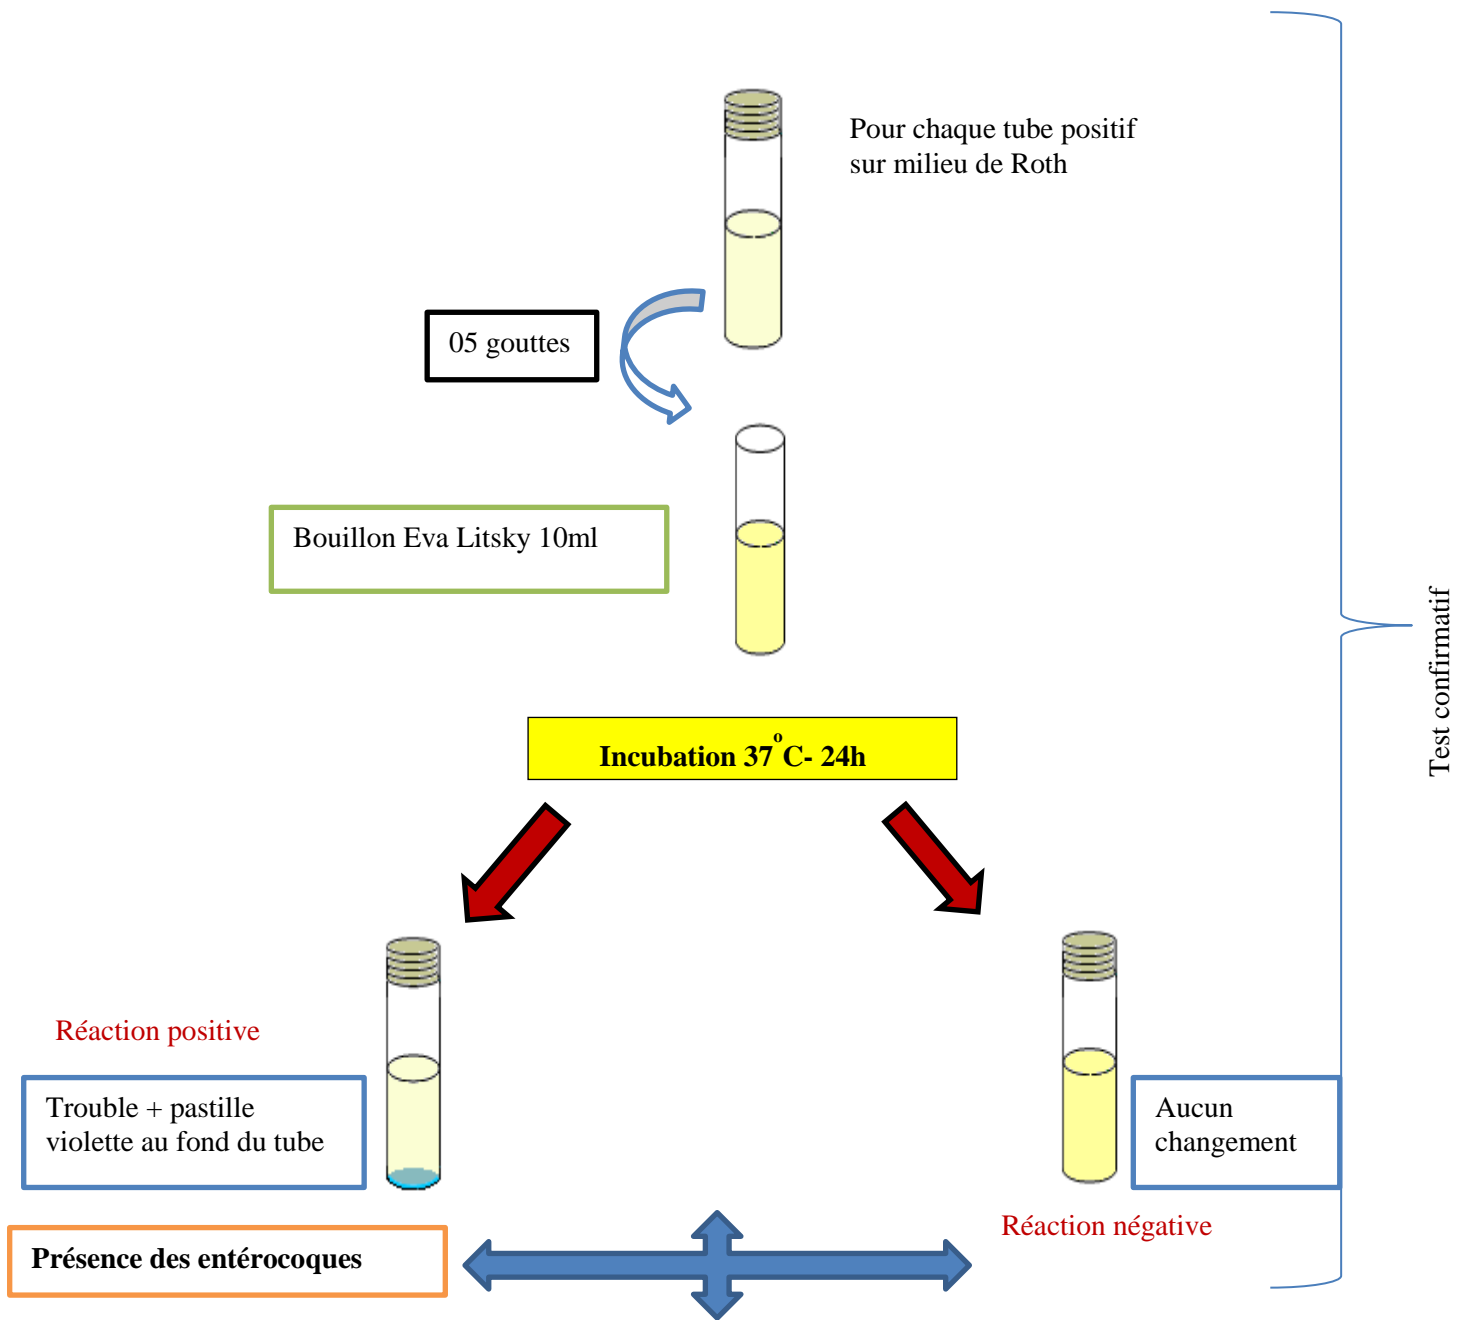 Pour chaque tube positif
sur milieu de Roth
05 gouttes
Bouillon Eva Litsky 10ml
Incubation 37°C- 24h
Test confirmatif
Réaction positive
Trouble + pastille
violette au fond du tube
Aucun
changement
Réaction négative
Présence des entérocoques